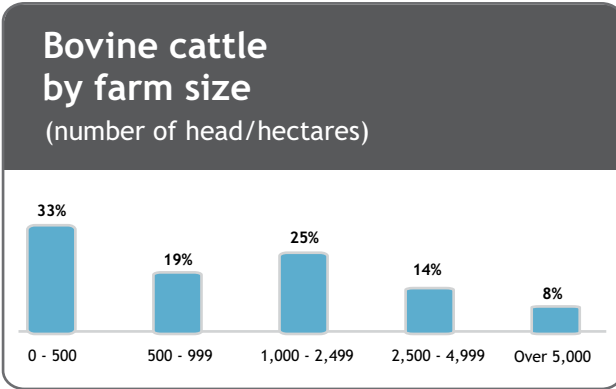 Bovine cattle
by farm size
(number of head/hectares)
33%
19%
25%
14%
8%
0 - 500
500 - 999
1,000 - 2,499
2,500 - 4,999
Over 5,000